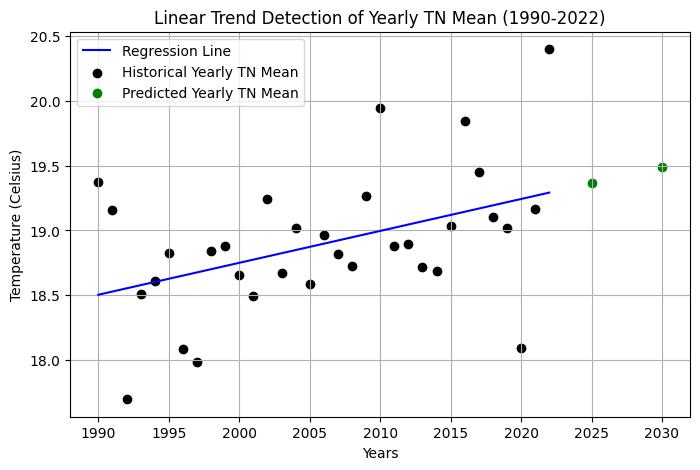 Linear Trend Detection of Yearly TN Mean (1990-2022)
Regression Line
Historical Yearly TN Mean
Predicted Yearly TN Mean
20.5
20.0
19.5
19.0
18.5
18.0
Temperature (Celsius)
1990 1995 2000 2005 2010 2015 2020 2025 2030
Years